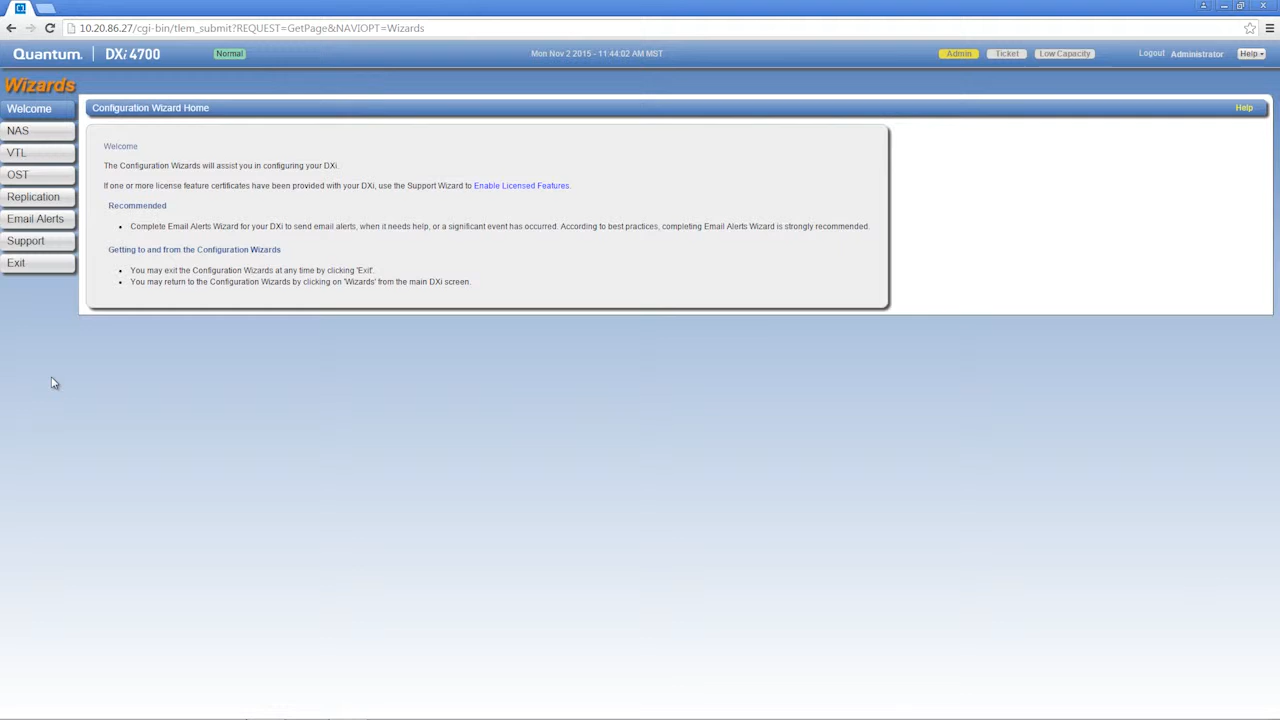 10.20.86.27/cgi-bin/tlem_submit?REQUEST=GetPage&NAVIOPT=Wizards
Quantum. DXi 4700 Normal Mon Nov 2 2015 - 11:44:02 AM MST Admin Ticket Low Capacity Logout Administrator Help
Wizards
Welcome
NAS
VTL
OST
Replication
Email Alerts
Support
Exit
Configuration Wizard Home Help
Welcome
The Configuration Wizards will assist you in configuring your DXi.
If one or more license feature certificates have been provided with your DXi, use the Support Wizard to Enable Licensed Features.
Recommended
• Complete Email Alerts Wizard for your DXi to send email alerts, when it needs help, or a significant event has occurred. According to best practices, completing Email Alerts Wizard is strongly recommended.
Getting to and from the Configuration Wizards
• You may exit the Configuration Wizards at any time by clicking 'Exit'.
• You may return to the Configuration Wizards by clicking on 'Wizards' from the main DXi screen.